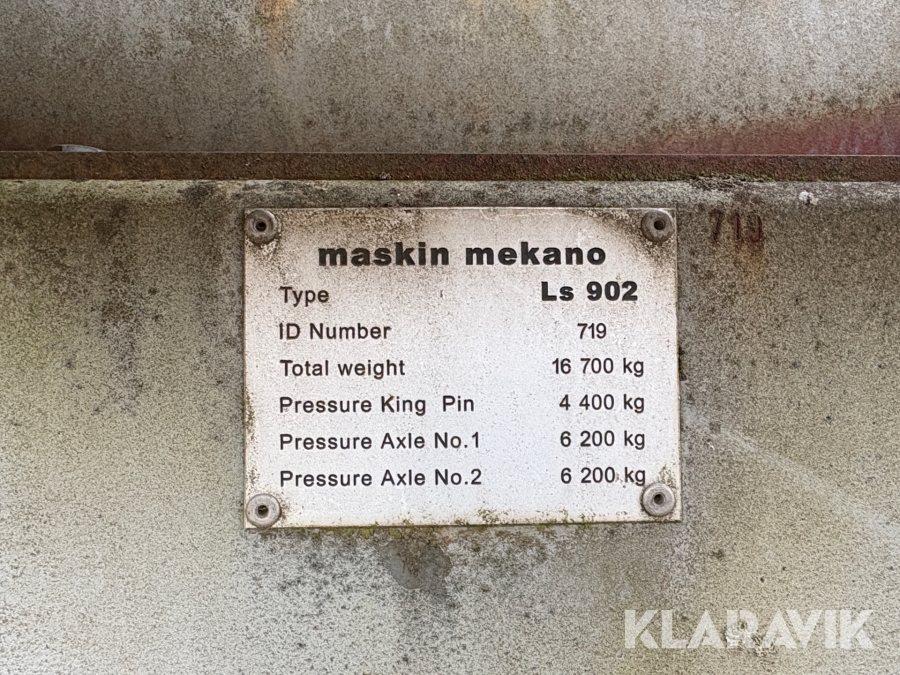 719
maskin mekano
Type Ls 902
ID Number 719
Total weight 16 700 kg
Pressure King Pin 4 400 kg
Pressure Axle No.1 6 200 kg
Pressure Axle No.2 6 200 kg
KLARAVIK